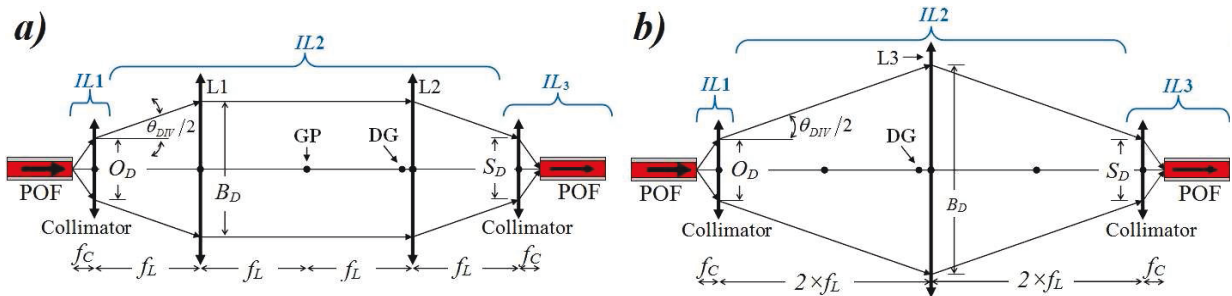 a)
IL2
IL1
L1
L2
IL3
θDIV/2
GP
DG
OD
BD
SD
POF
POF
Collimator
Collimator
fC
fL
fL
fL
fL
fC
b)
IL2
L3
IL1
IL3
θDIV/2
DG
OD
BD
SD
POF
POF
Collimator
Collimator
fC
2×fL
2×fL
fC